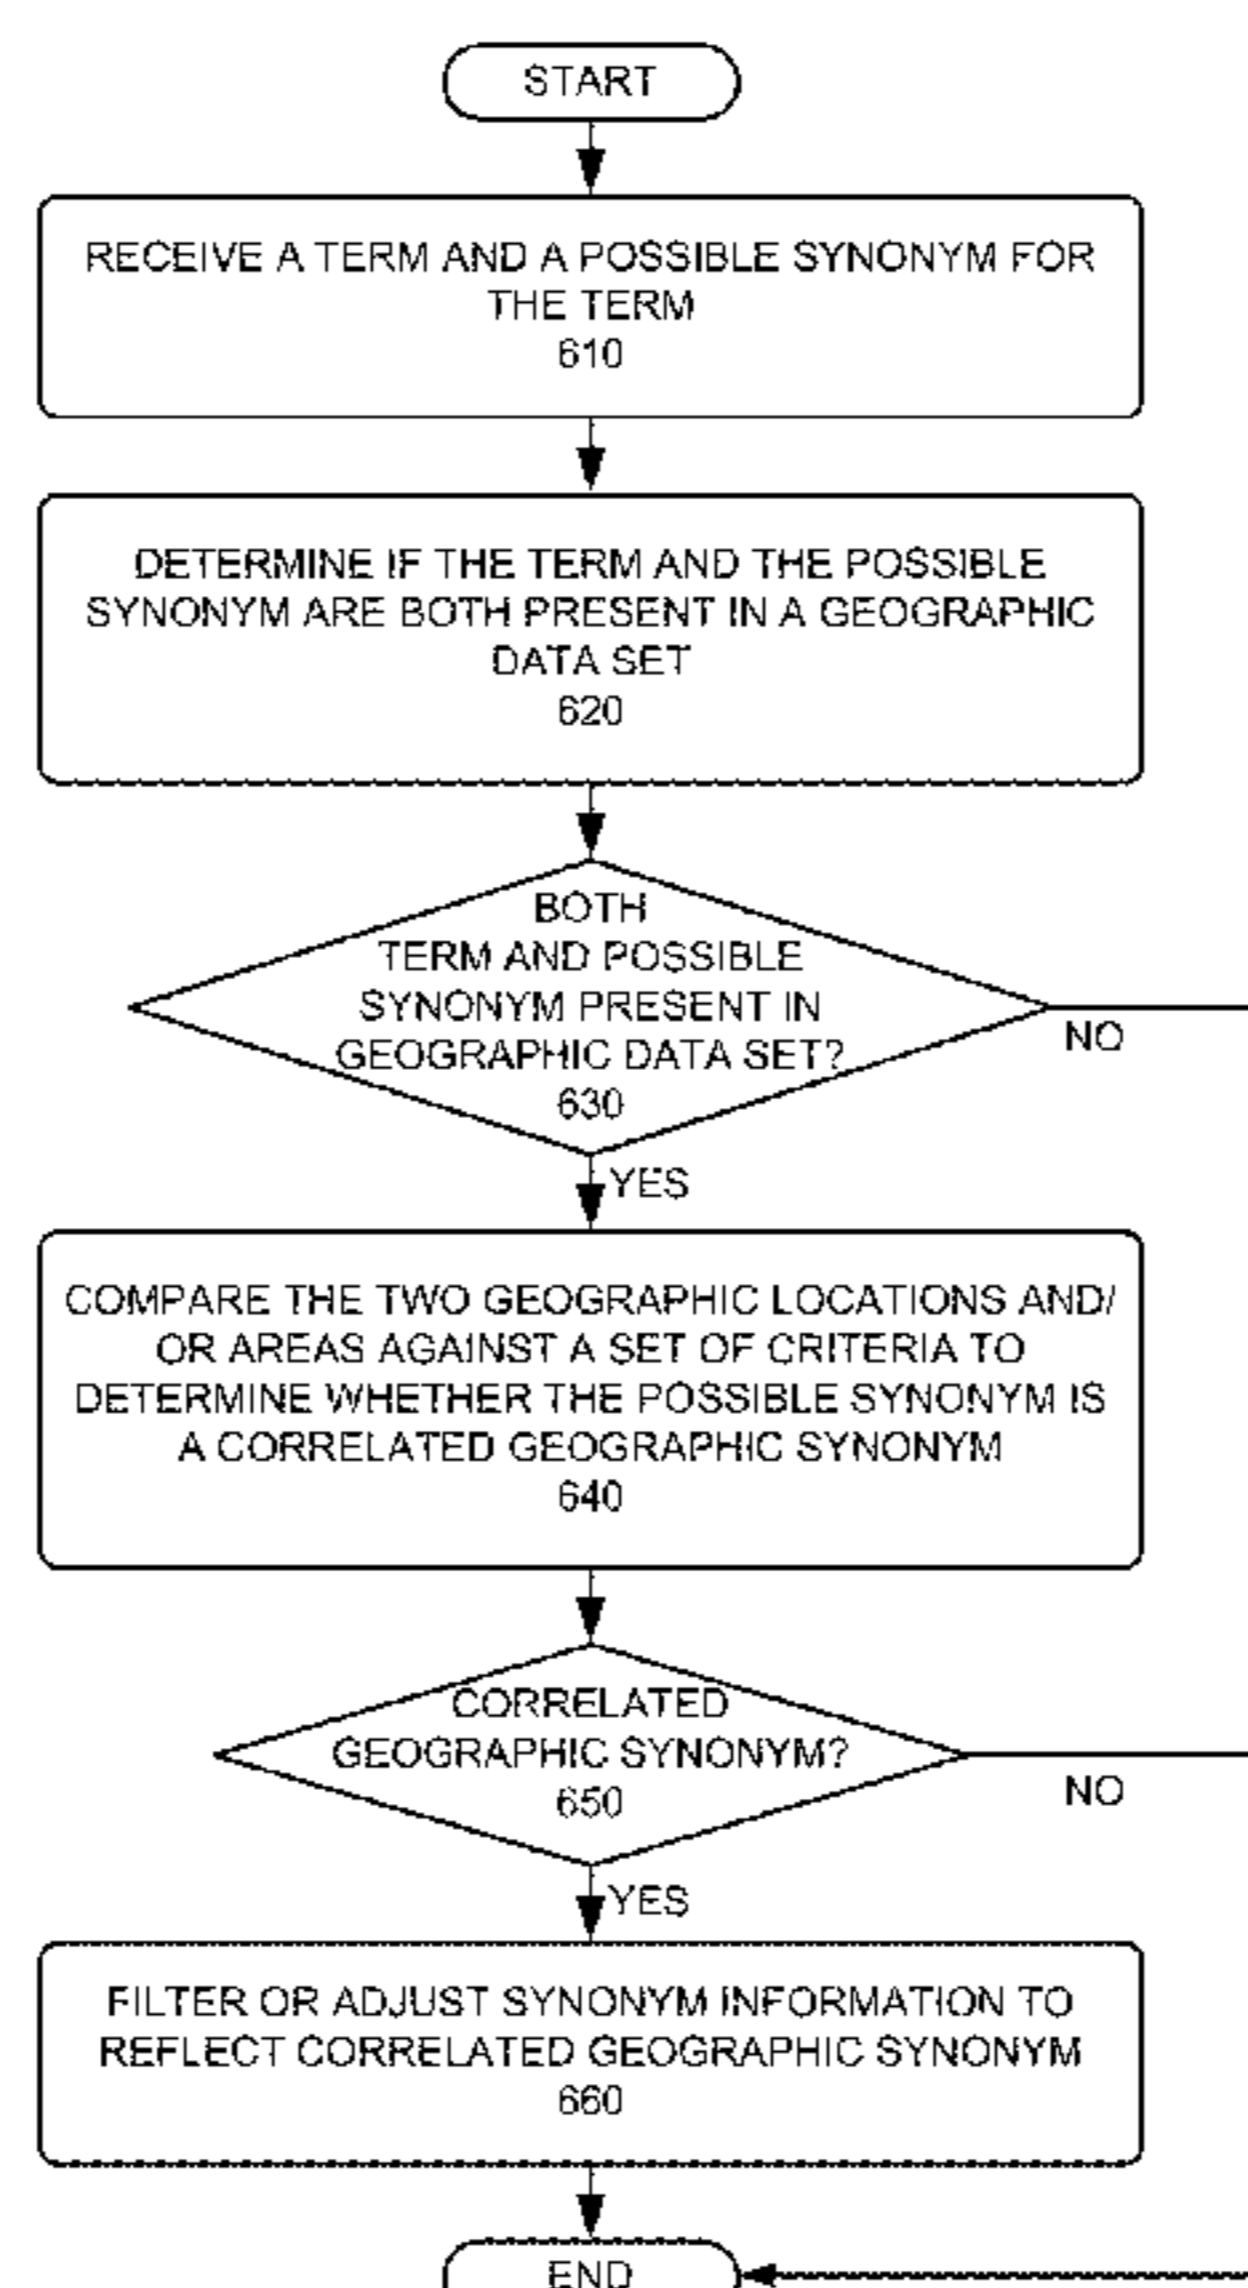 START
RECEIVE A TERM AND A POSSIBLE SYNONYM FOR
THE TERM
610
DETERMINE IF THE TERM AND THE POSSIBLE
SYNONYM ARE BOTH PRESENT IN A GEOGRAPHIC
DATA SET
620
BOTH
TERM AND POSSIBLE
SYNONYM PRESENT IN
GEOGRAPHIC DATA SET?
630
NO
YES
COMPARE THE TWO GEOGRAPHIC LOCATIONS AND/
OR AREAS AGAINST A SET OF CRITERIA TO
DETERMINE WHETHER THE POSSIBLE SYNONYM IS
A CORRELATED GEOGRAPHIC SYNONYM
640
CORRELATED
GEOGRAPHIC SYNONYM?
650
NO
YES
FILTER OR ADJUST SYNONYM INFORMATION TO
REFLECT CORRELATED GEOGRAPHIC SYNONYM
660
END